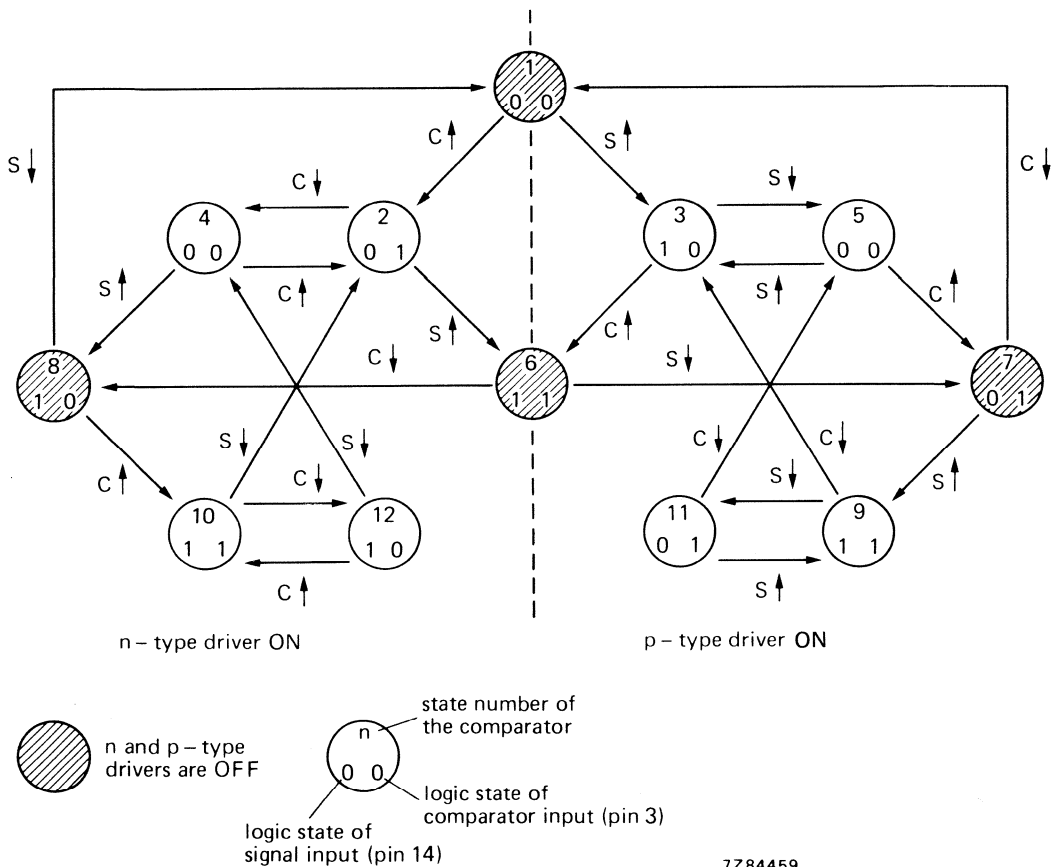 1
0 0
C↑
S↑
S↓
C↓
C↓
S↓
4
0 0
2
0 1
3
1 0
5
0 0
S↑
C↑
S↑
C↑
S↑
C↑
8
1 0
C↓
6
1 1
S↓
7
0 1
C↑
S↓
S↓
C↓
C↓
S↓
C↓
S↑
10
1 1
12
1 0
11
0 1
9
1 1
C↑
S↑
n – type driver ON
p – type driver ON
n and p – type
drivers are OFF
n
0 0
state number of
the comparator
logic state of
comparator input (pin 3)
logic state of
signal input (pin 14)
7Z84459